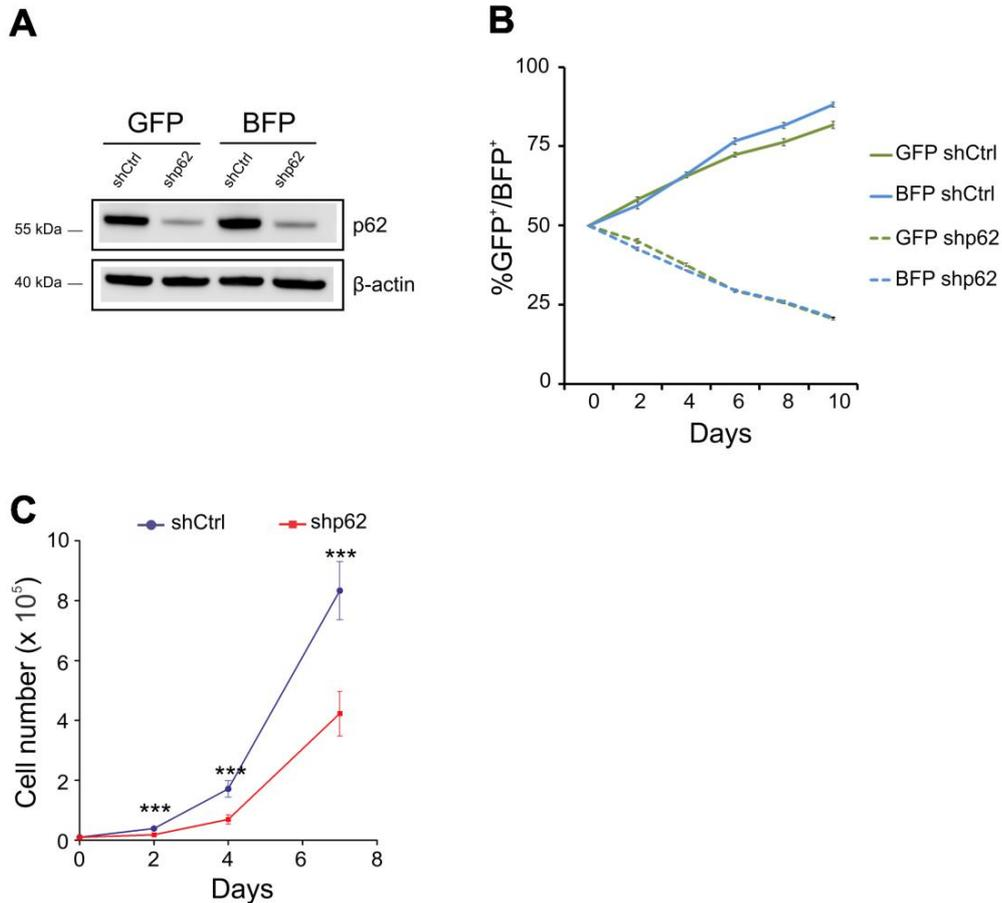 A
GFP BFP
shCtrl shp62 shCtrl shp62
55 kDa p62
40 kDa β-actin
B
100
75
50
25
0
%GFP⁺/BFP⁺
0 2 4 6 8 10
Days
GFP shCtrl
BFP shCtrl
GFP shp62
BFP shp62
C
shCtrl shp62
10
8
6
4
2
0
Cell number (x 10⁵)
***
***
***
0 2 4 6 8
Days